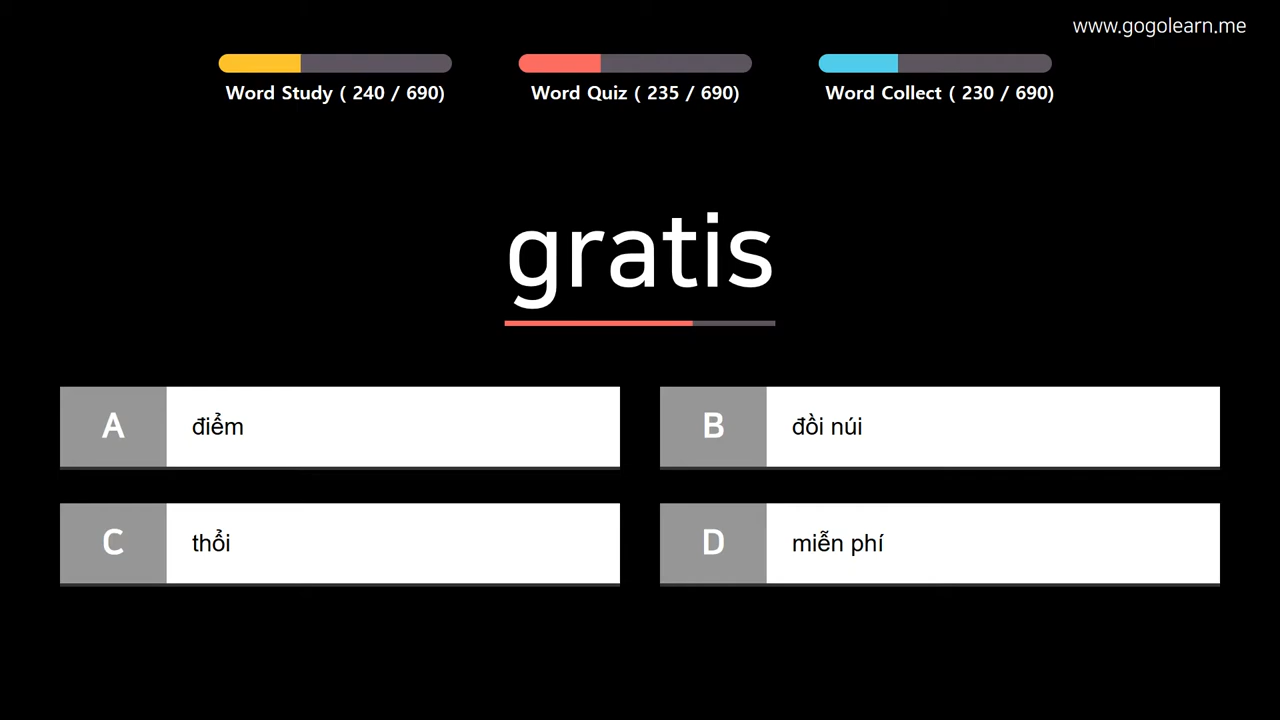 www.gogolearn.me
Word Study ( 240 / 690)
Word Quiz ( 235 / 690)
Word Collect ( 230 / 690)
gratis
A điểm
B đồi núi
C thổi
D miễn phí